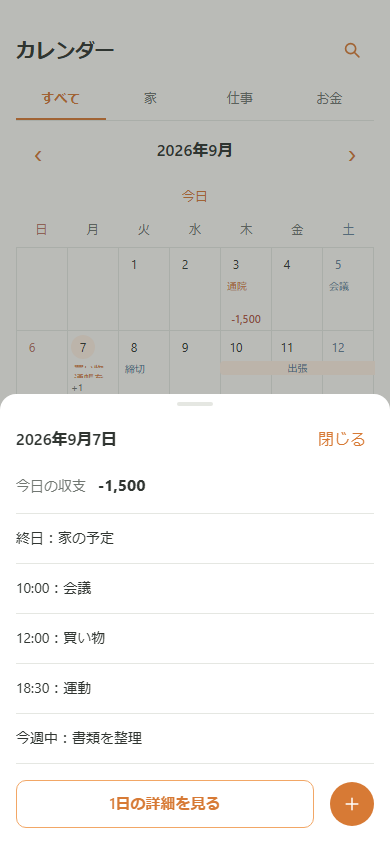 カレンダー
すべて 家 仕事 お金
‹ 2026年9月 ›
今日
日 月 火 水 木 金 土
1 2 3 4 5
通院 会議
-1,500
6 7 8 9 10 11 12
締切 出張
+1
2026年9月7日 閉じる
今日の収支 -1,500
終日：家の予定
10:00：会議
12:00：買い物
18:30：運動
今週中：書類を整理
1日の詳細を見る +